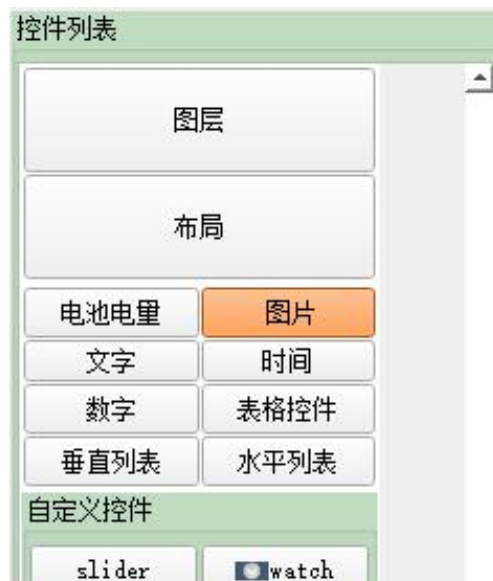 控件列表
图层
布局
电池电量 图片
文字 时间
数字 表格控件
垂直列表 水平列表
自定义控件
slider watch